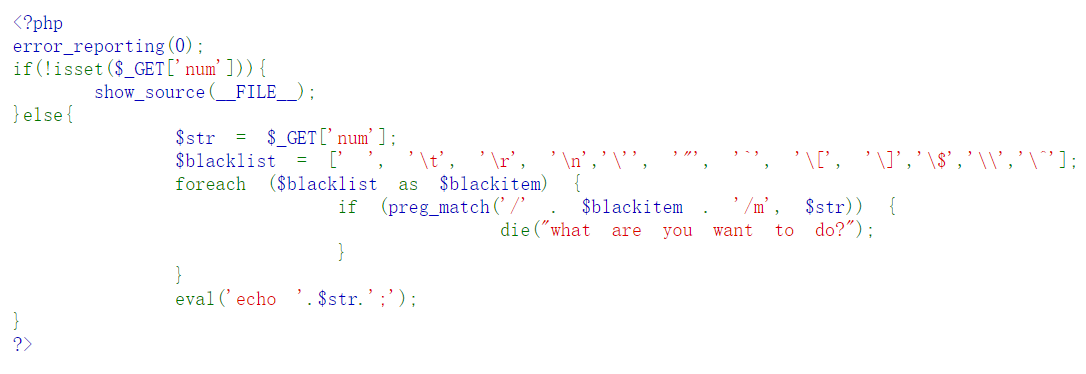 <?php
error_reporting(0);
if(!isset($_GET['num'])){
        show_source(__FILE__);
}else{
                $str = $_GET['num'];
                $blacklist = [' ', '\t', '\r', '\n','\'', '"', '`', '\[', '\]','\$','\\','\^'];
                foreach ($blacklist as $blackitem) {
                                if (preg_match('/' . $blackitem . '/m', $str)) {
                                                die("what are you want to do?");
                                }
                }
                eval('echo '.$str.';');
}
?>